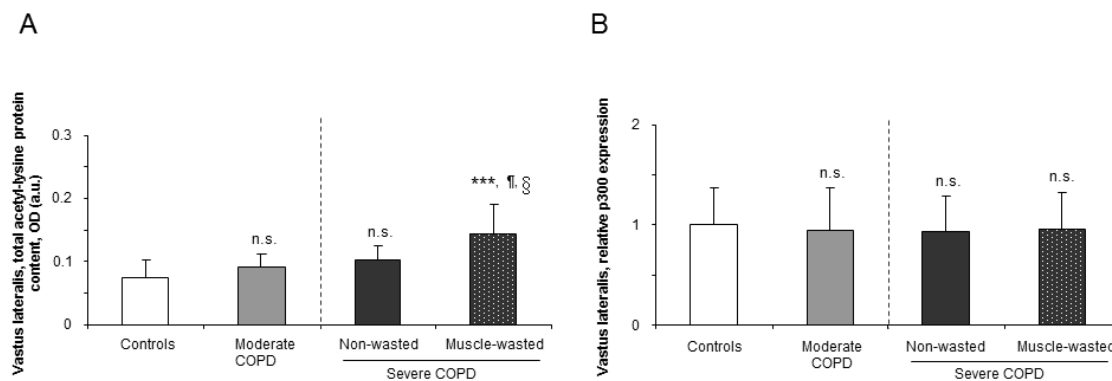 A
Vastus lateralis, total acetyl-lysine protein
content, OD (a.u.)
0.3
0.2
0.1
0
n.s.
n.s.
***, ¶, §
Controls
Moderate
COPD
Non-wasted
Muscle-wasted
Severe COPD
B
Vastus lateralis, relative p300 expression
2
1
0
n.s.
n.s.
n.s.
Controls
Moderate
COPD
Non-wasted
Muscle-wasted
Severe COPD